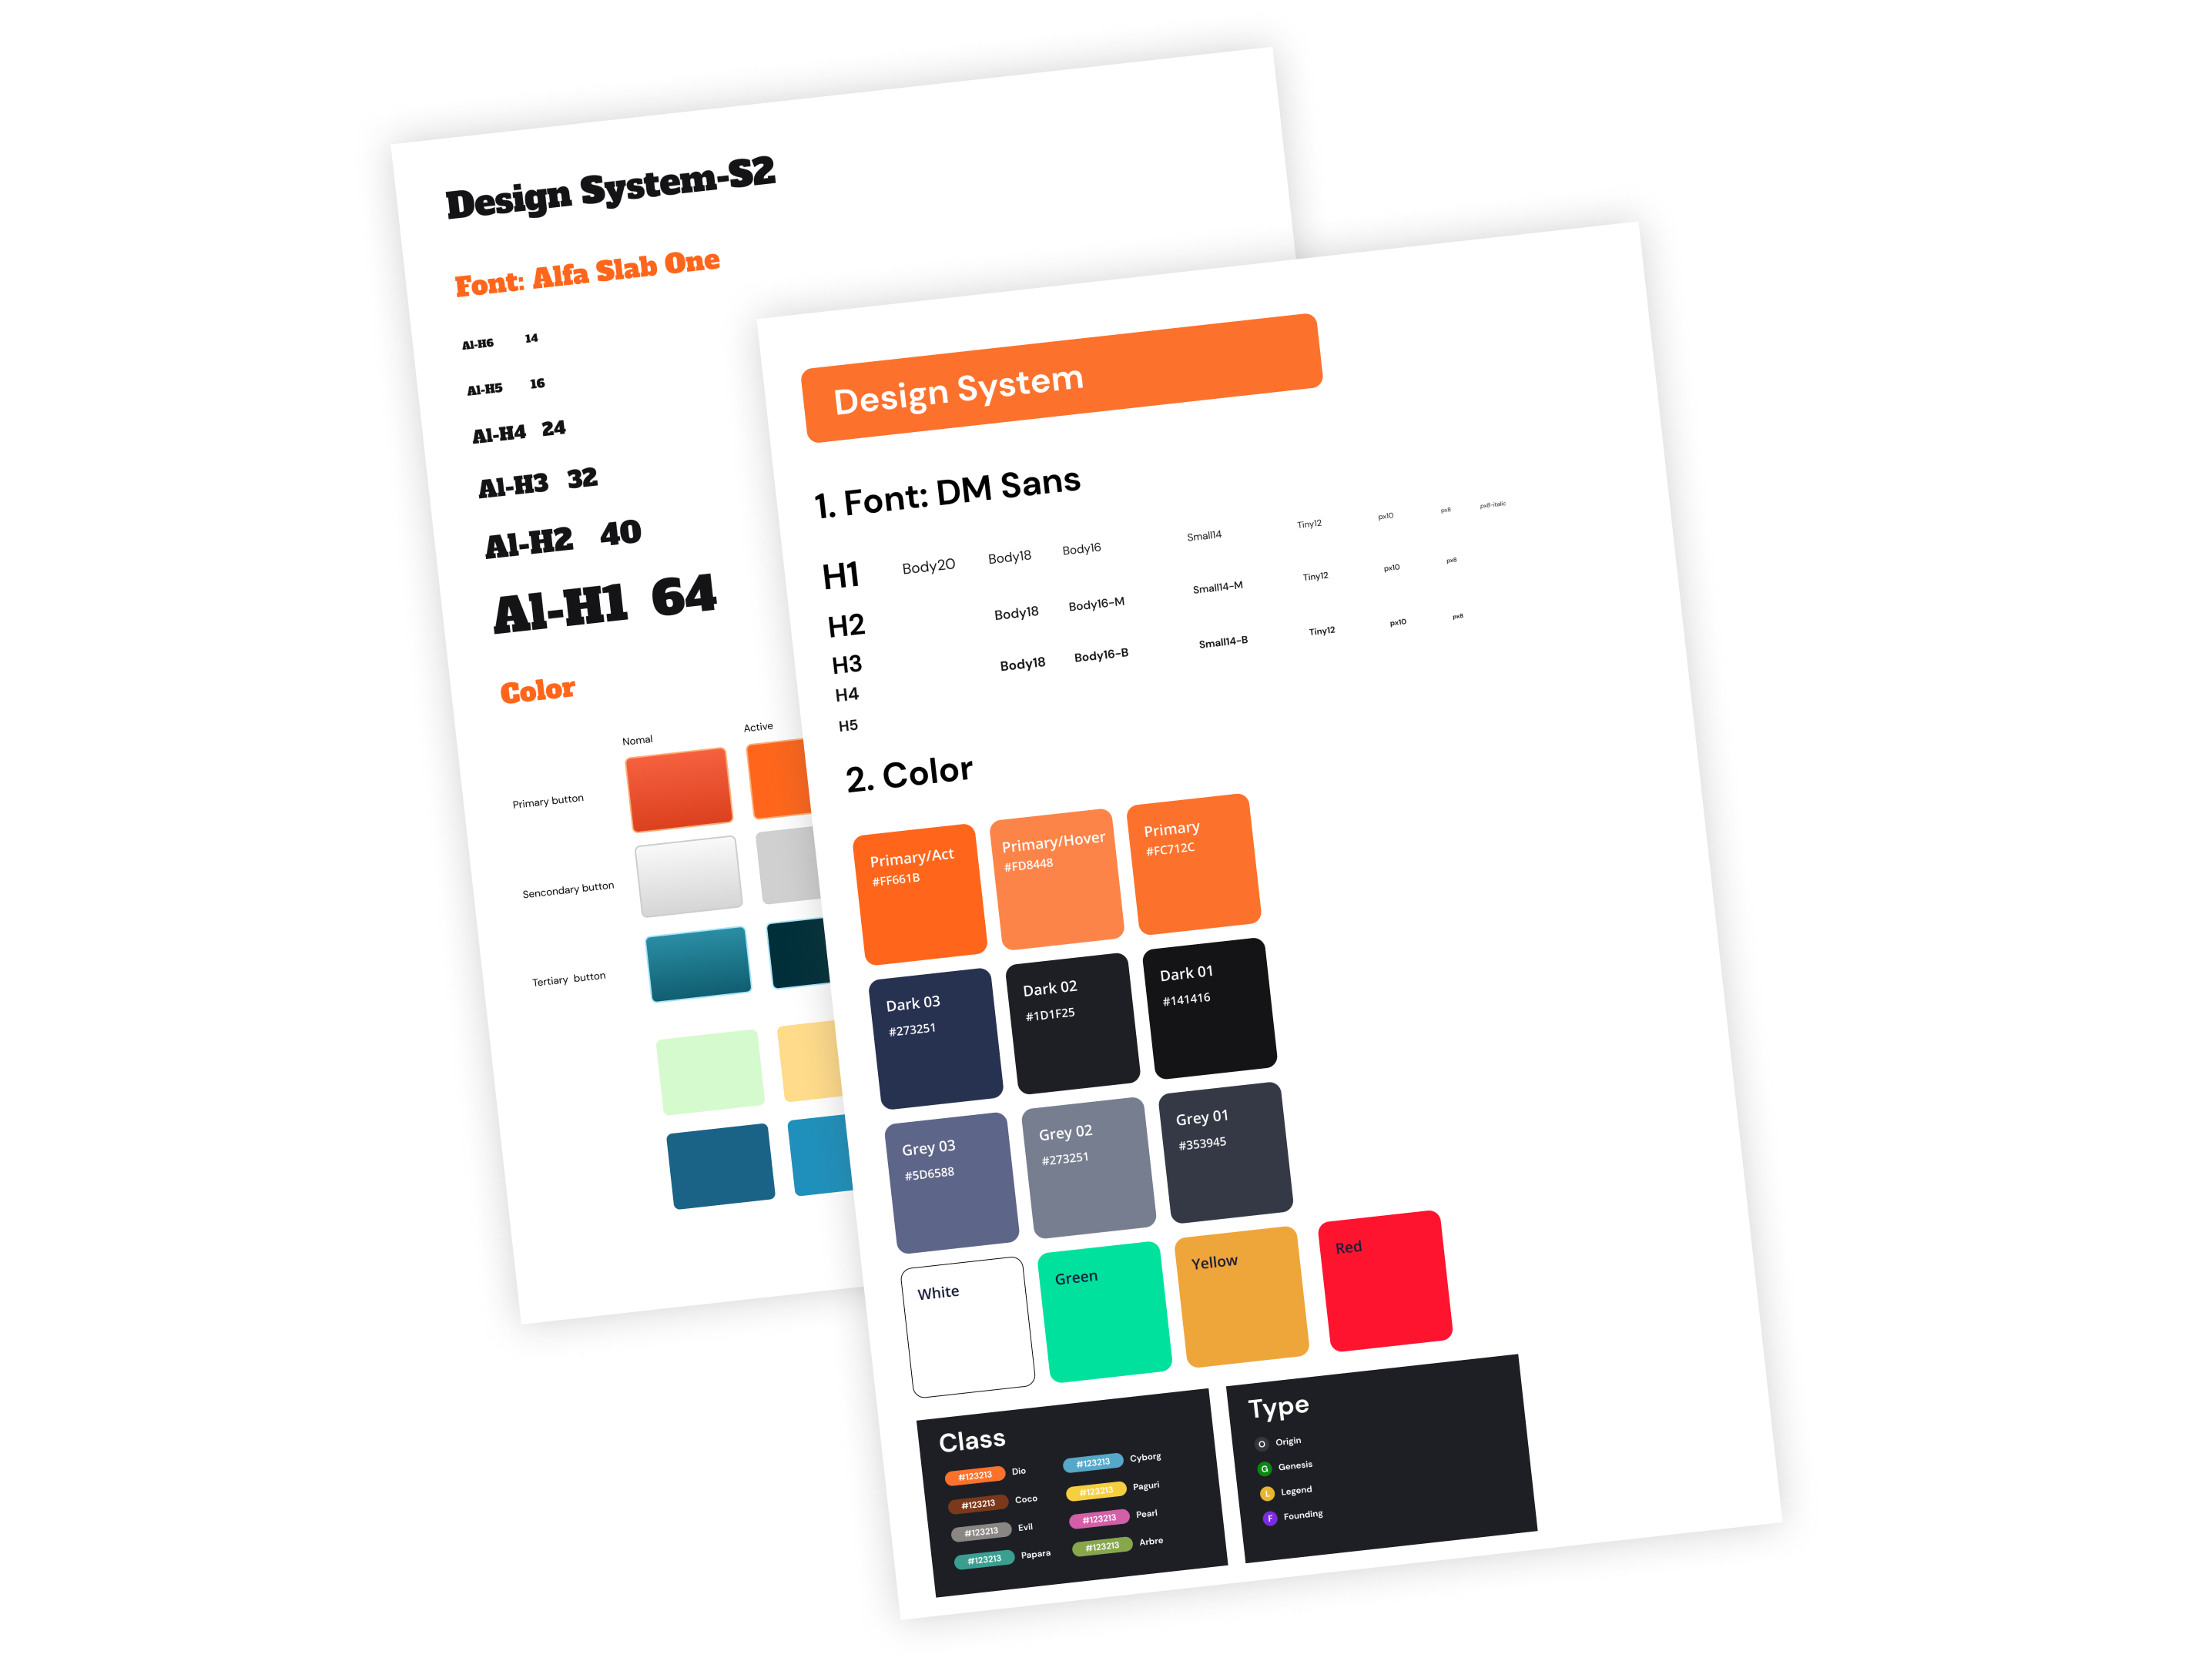 Design System-S2
Font: Alfa Slab One
Al-H6 14
Al-H5 16
Al-H4 24
Al-H3 32
Al-H2 40
Al-H1 64
Color
Nomal Active
Primary button
Sencondary button
Tertiary button
Design System
1. Font: DM Sans
H1 Body20 Body18 Body16 Small14 Tiny12 px10 px8 px8-italic
H2 Body18 Body16-M Small14-M Tiny12 px10 px8
H3 Body18 Body16-B Small14-B Tiny12 px10 px8
H4
H5
2. Color
Primary/Act Primary/Hover Primary
#FF661B #FD8448 #FC712C
Dark 03 Dark 02 Dark 01
#273251 #1D1F25 #141416
Grey 03 Grey 02 Grey 01
#5D6588 #273251 #353945
White Green Yellow Red
Class
#123213 Dio #123213 Cyborg
#123213 Coco #123213 Paguri
#123213 Evil #123213 Pearl
#123213 Papara #123213 Arbre
Type
O Origin
G Genesis
L Legend
F Founding